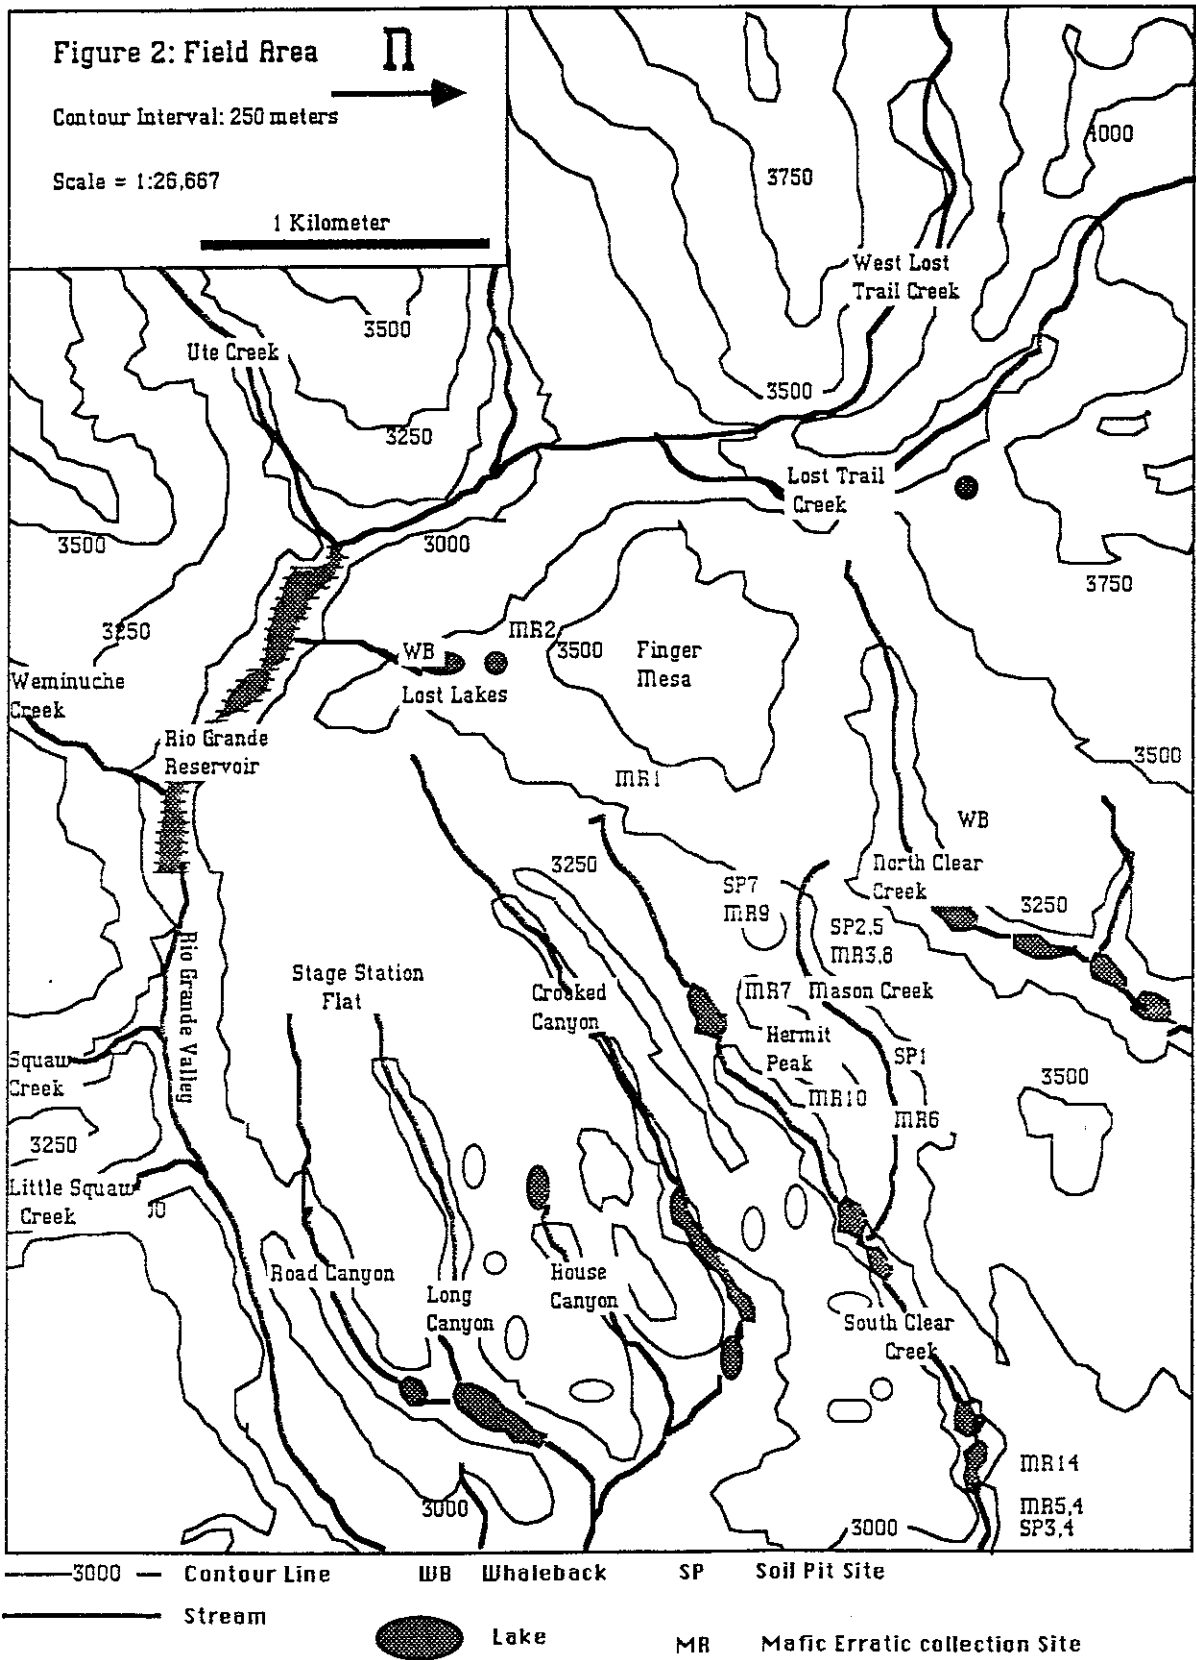 Figure 2: Field Area
N
Contour Interval: 250 meters
Scale = 1:26,667
1 Kilometer
4000
3750
West Lost
Trail Creek
3500
Ute Creek
3500
3250
Lost Trail
Creek
3500
3000
3750
3250
MR2
WB
3500
Finger
Mesa
Weminuche
Creek
Lost Lakes
Rio Grande
Reservoir
3500
MR1
WB
3250
North Clear
Creek
SP7
MR9
3250
SP2,5
MR3,8
Rio Grande Valley
Stage Station
Flat
Crooked
Canyon
MR7
Mason Creek
Hermit
Peak
SP1
Squaw
Creek
3500
MR10
MR6
3250
Little Squaw
Creek
Road Canyon
House
Canyon
Long
Canyon
South Clear
Creek
MR14
3000
MR5,4
SP3,4
3000
3000 Contour Line WB Whaleback SP Soil Pit Site
Stream
Lake
MR Mafic Erratic collection Site